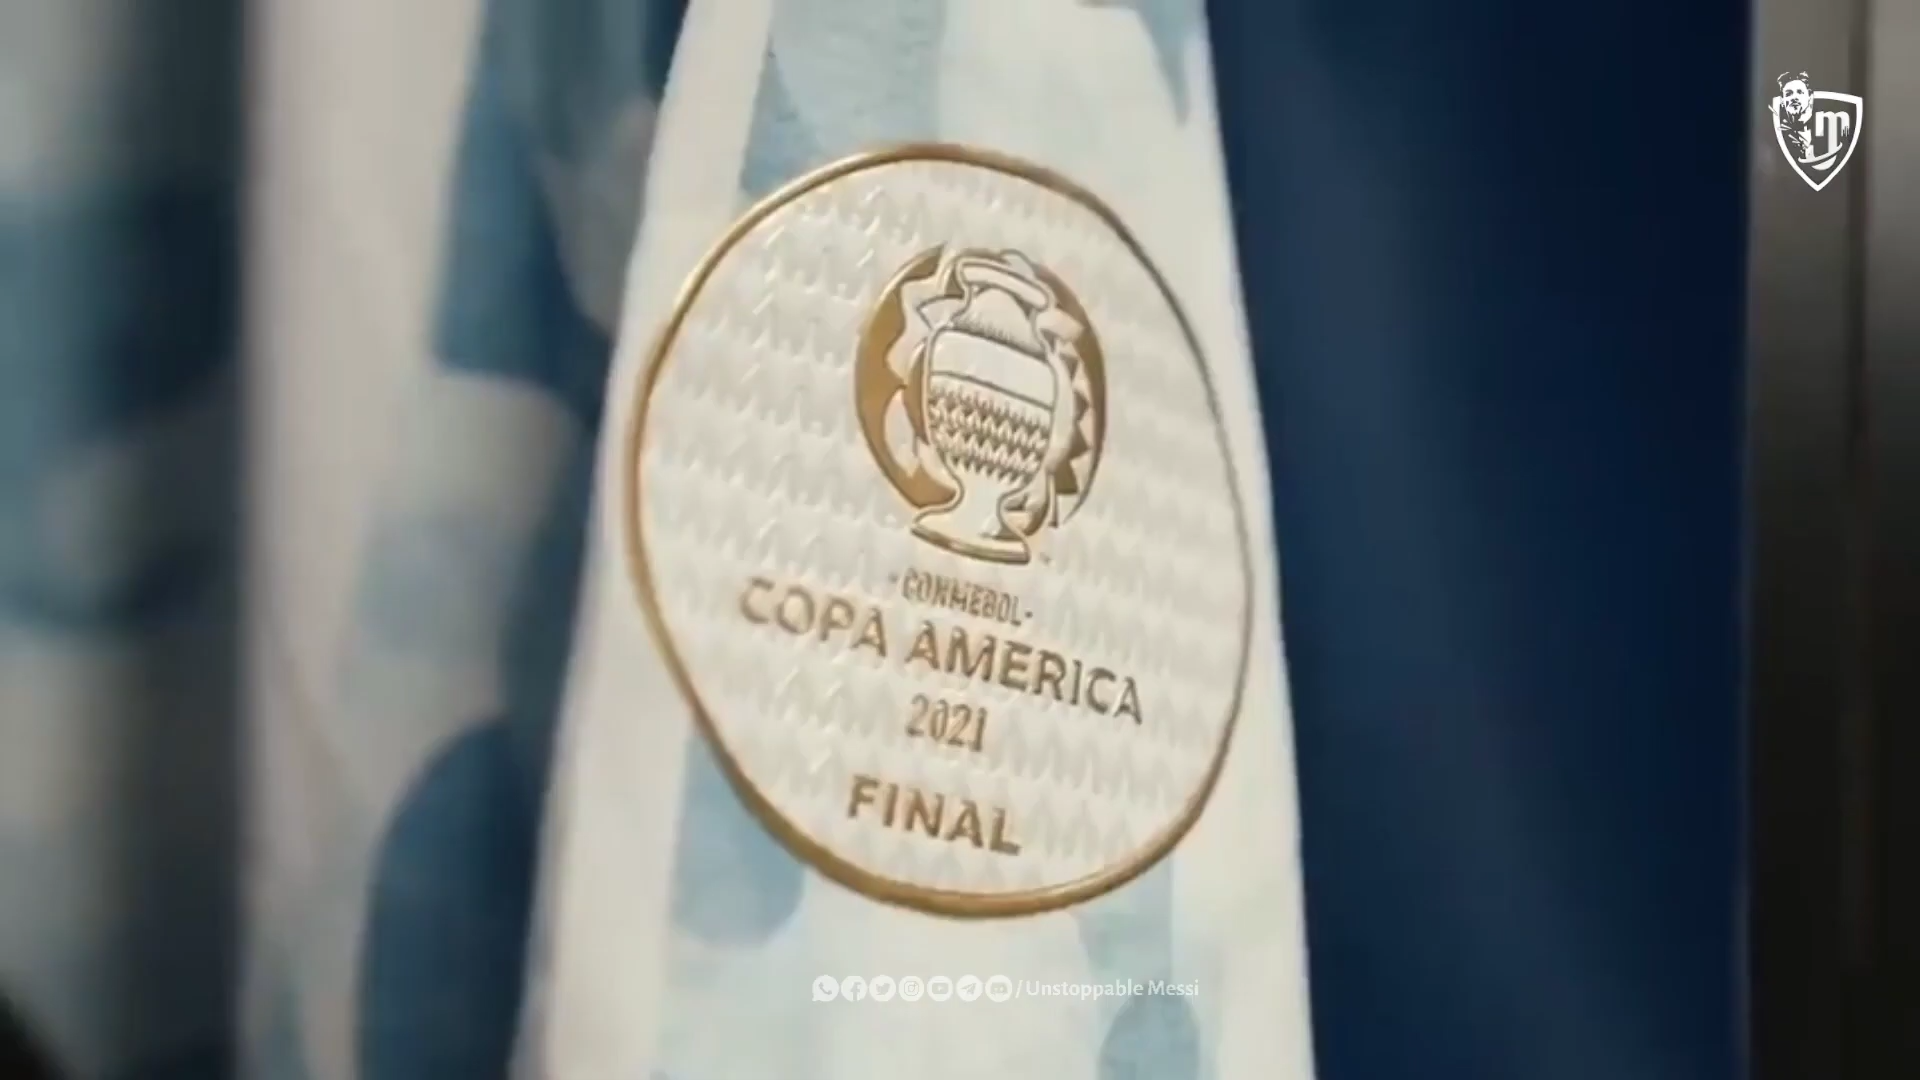 ·CONMEBOL·
COPA AMERICA
2021
FINAL
/Unstoppable Messi